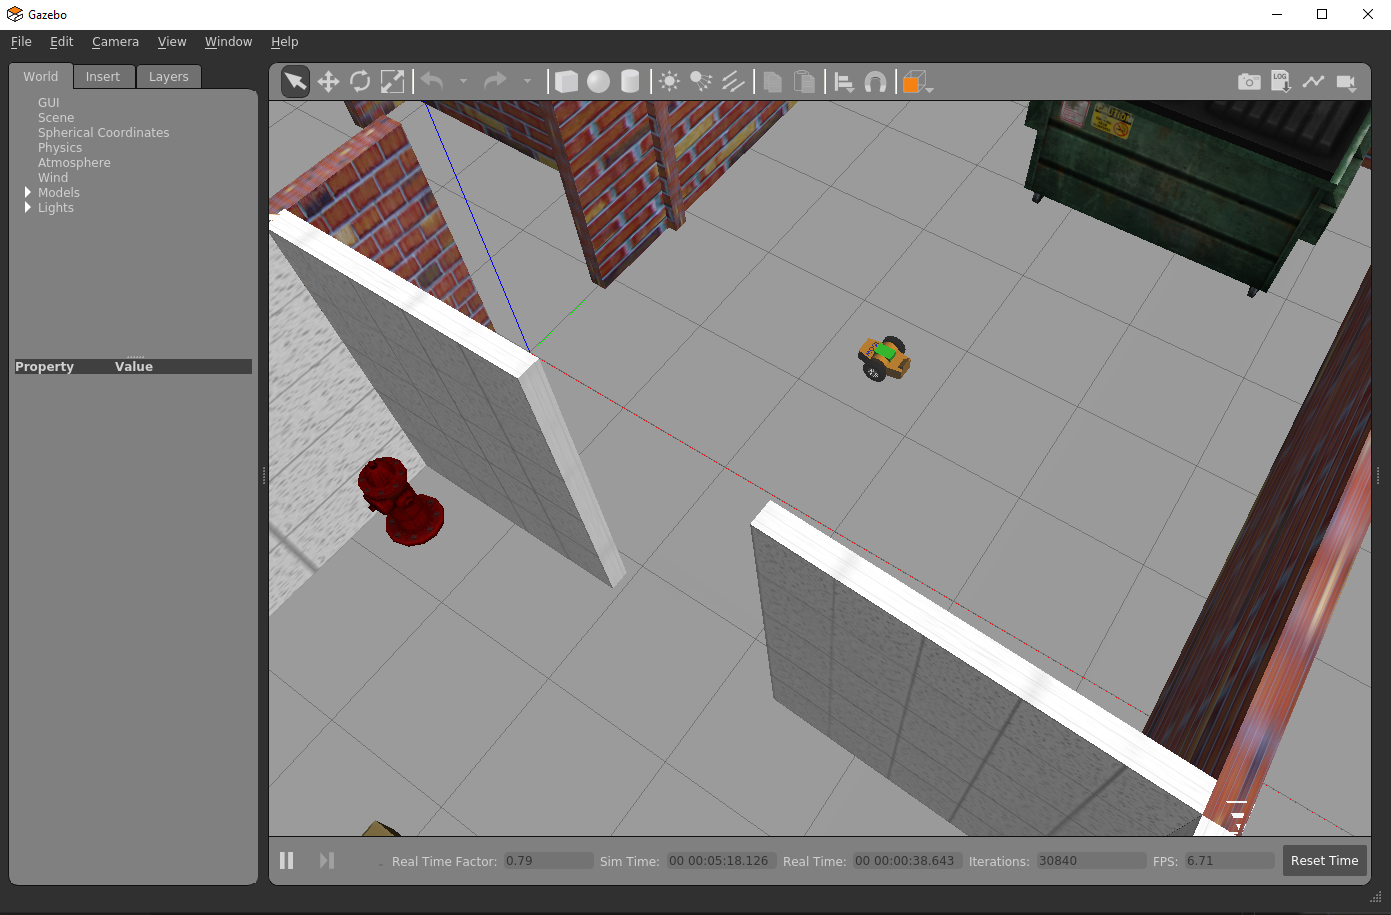 Gazebo
File Edit Camera View Window Help
World Insert Layers
LOG
GUI
Scene
Spherical Coordinates
Physics
Atmosphere
Wind
Models
Lights
Property Value
Real Time Factor: 0.79 Sim Time: 00 00:05:18.126 Real Time: 00 00:00:38.643 Iterations: 30840 FPS: 6.71 Reset Time